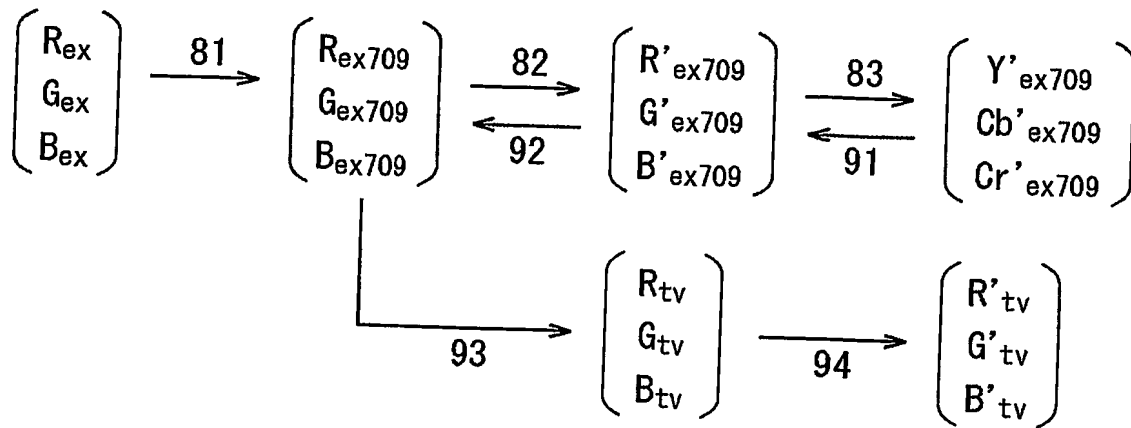 Rex
Gex
Bex
81
Rex709
Gex709
Bex709
82
92
R'ex709
G'ex709
B'ex709
83
91
Y'ex709
Cb'ex709
Cr'ex709
93
Rtv
Gtv
Btv
94
R'tv
G'tv
B'tv